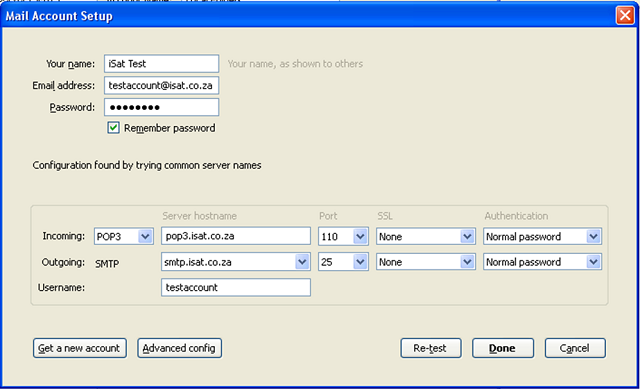 Mail Account Setup
Your name: iSat Test Your name, as shown to others
Email address: testaccount@isat.co.za
Password: ●●●●●●●●
Remember password
Configuration found by trying common server names
Server hostname Port SSL Authentication
Incoming: POP3 pop3.isat.co.za 110 None Normal password
Outgoing: SMTP smtp.isat.co.za 25 None Normal password
Username: testaccount
Get a new account Advanced config Re-test Done Cancel